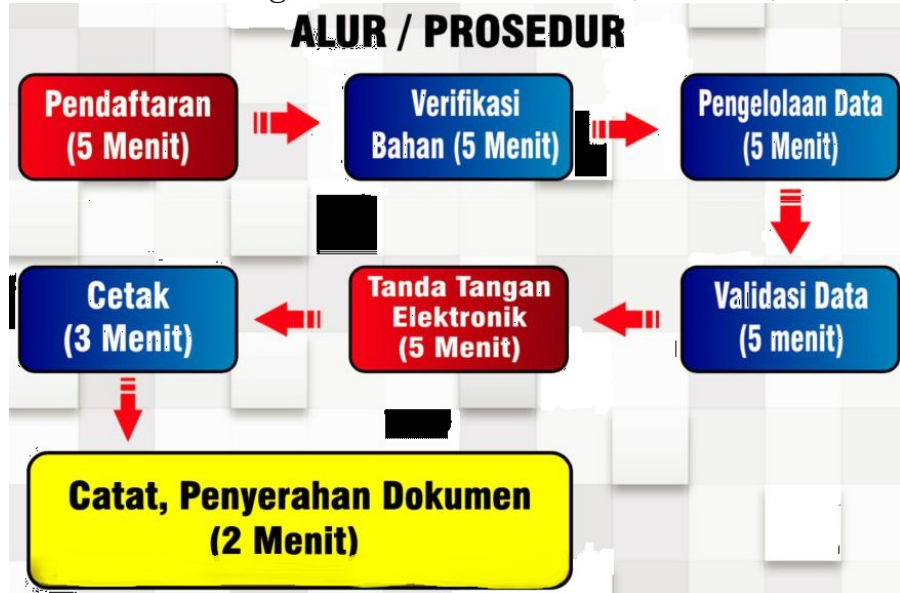 ALUR / PROSEDUR
Pendaftaran
(5 Menit)
Verifikasi
Bahan (5 Menit)
Pengelolaan Data
(5 Menit)
Validasi Data
(5 menit)
Tanda Tangan
Elektronik
(5 Menit)
Cetak
(3 Menit)
Catat, Penyerahan Dokumen
(2 Menit)